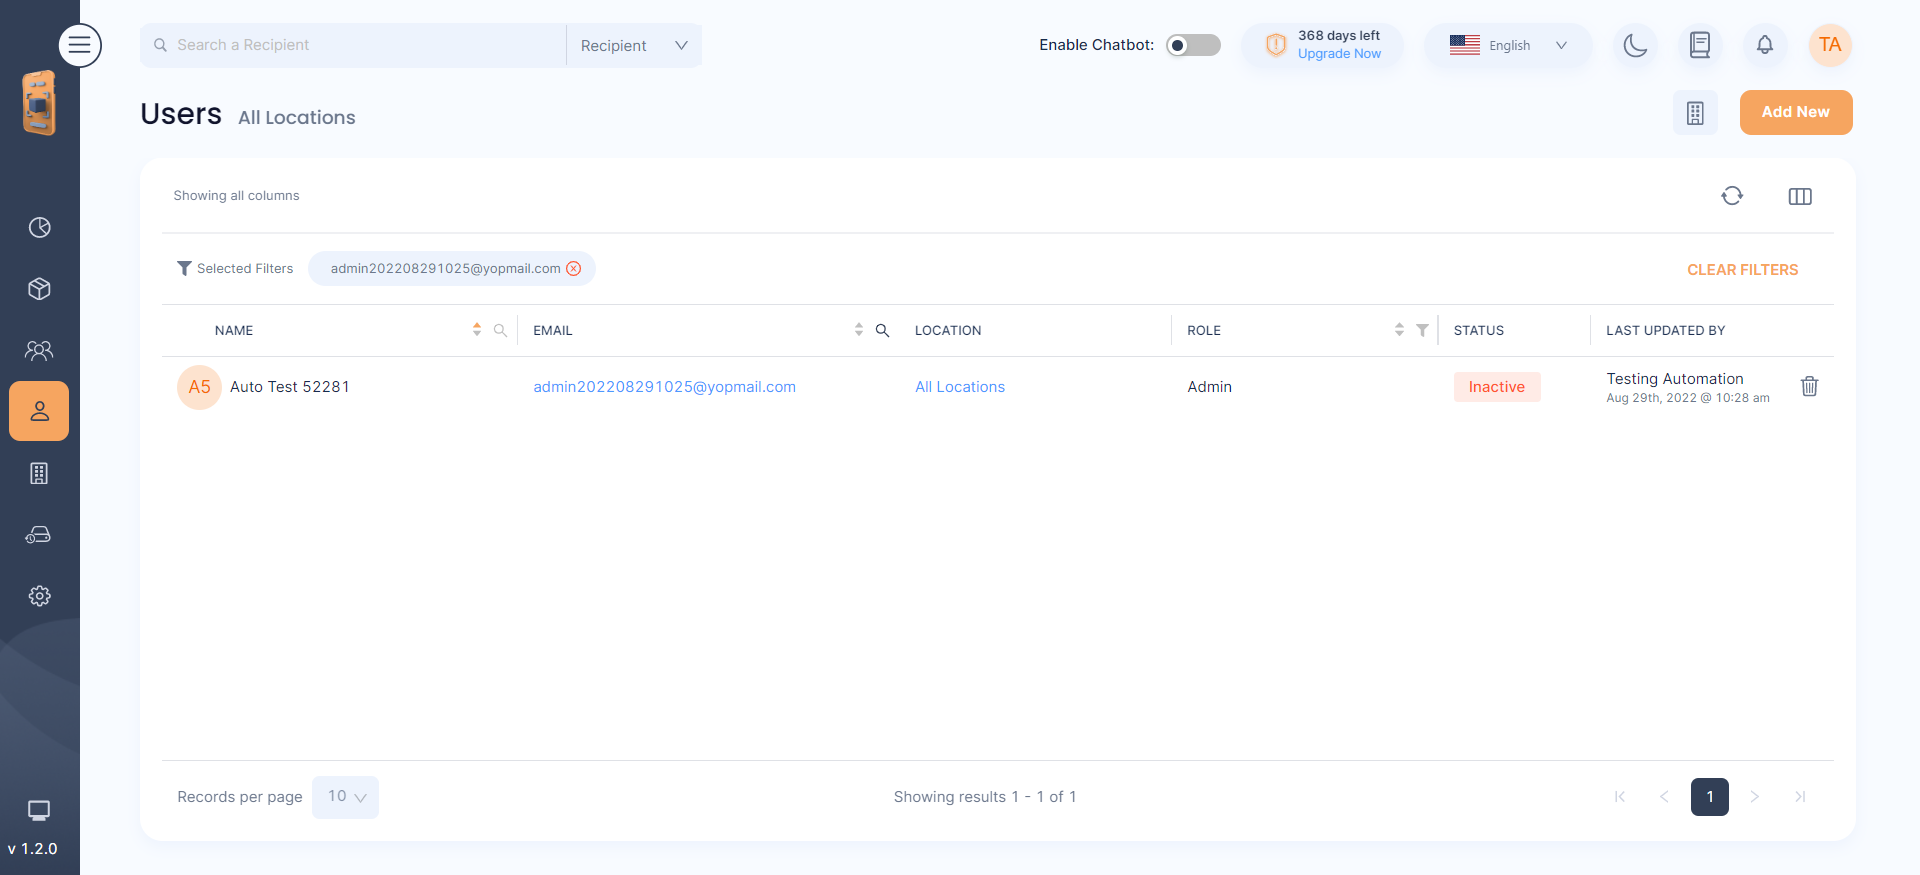 Search a Recipient
Recipient
Enable Chatbot:
368 days left
Upgrade Now
English
TA
Users All Locations
Add New
Showing all columns
Selected Filters
admin202208291025@yopmail.com
CLEAR FILTERS
NAME EMAIL LOCATION ROLE STATUS LAST UPDATED BY
A5 Auto Test 52281 admin202208291025@yopmail.com All Locations Admin Inactive Testing Automation
Aug 29th, 2022 @ 10:28 am
Records per page 10 Showing results 1 - 1 of 1 1
v 1.2.0